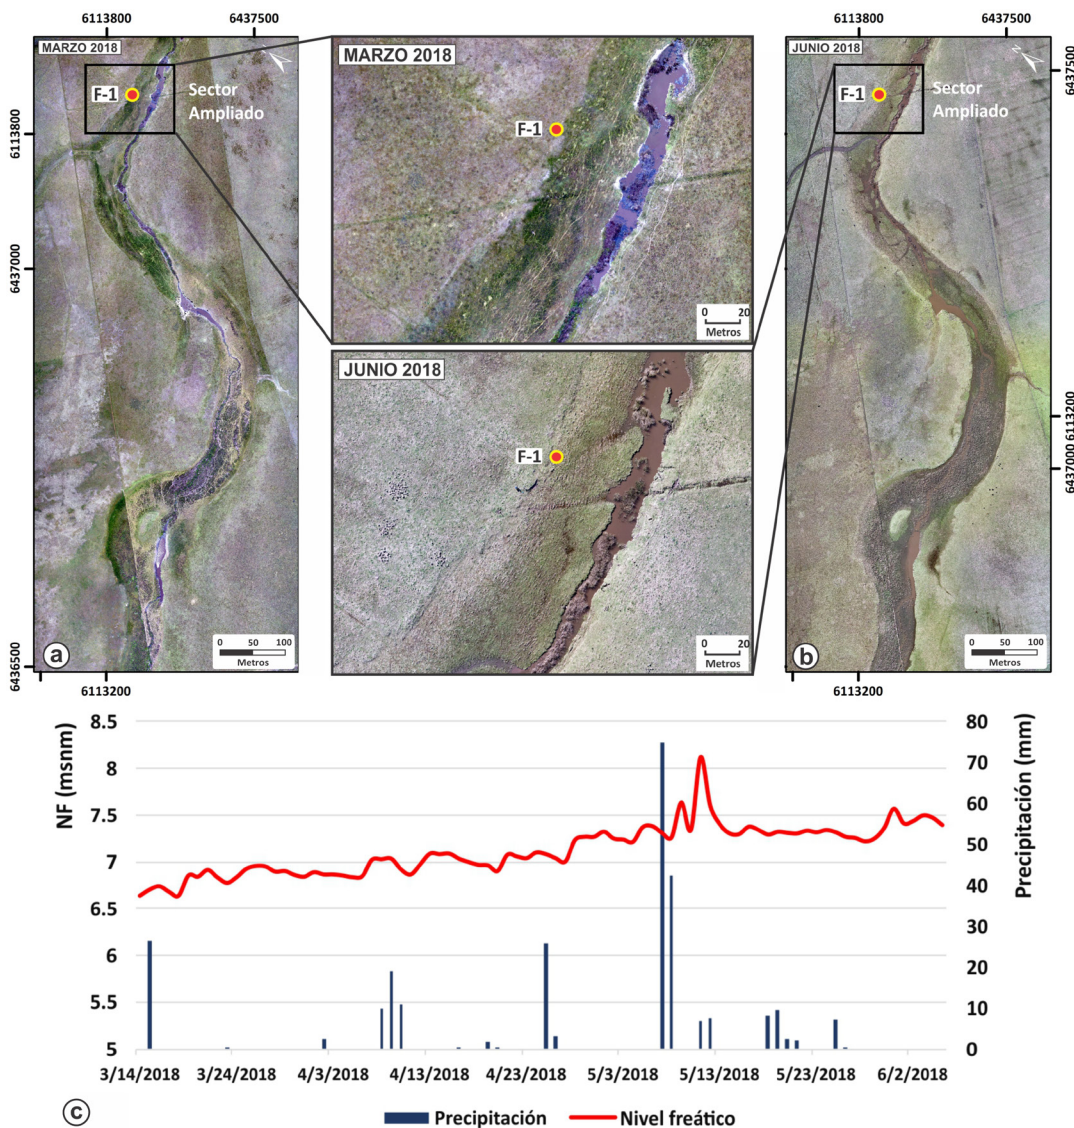 6113800
6437500
6113800
6437500
MARZO 2018
F-1
Sector
Ampliado
6113800
6437000
6436500
0 50 100
Metros
a
6113200
MARZO 2018
F-1
0 20
Metros
JUNIO 2018
F-1
0 20
Metros
JUNIO 2018
N
F-1
Sector
Ampliado
6437500
6113200
6437000
0 50 100
Metros
b
6113200
NF (msnm)
8.5
8
7.5
7
6.5
6
5.5
5
80
70
60
50
40
30
20
10
0
Precipitación (mm)
3/14/2018 3/24/2018 4/3/2018 4/13/2018 4/23/2018 5/3/2018 5/13/2018 5/23/2018 6/2/2018
c
Precipitación Nivel freático